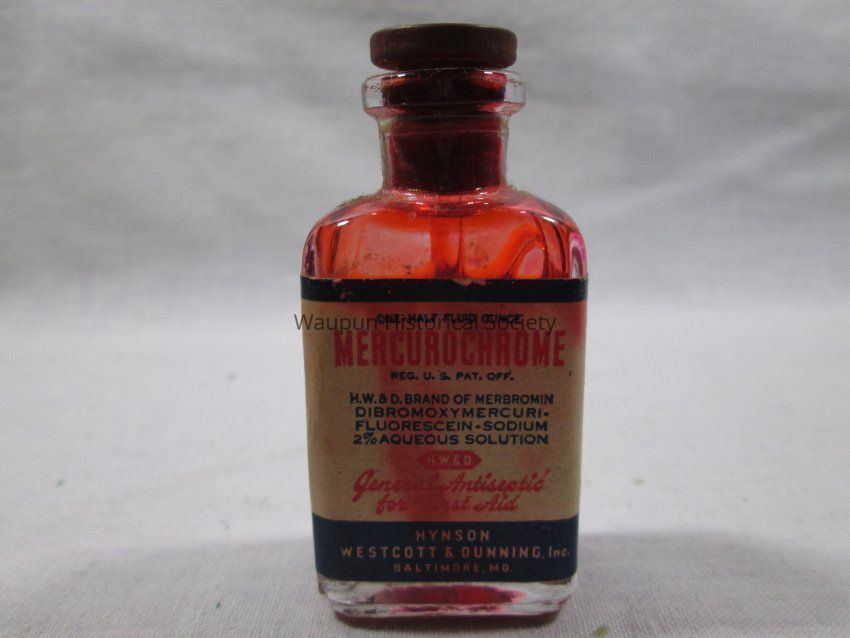 ONE-HALF FLUID OUNCE
Waupun Historical Society
MERCUROCHROME
REG. U. S. PAT. OFF.
H.W. & D. BRAND OF MERBROMIN
DIBROMOXYMERCURI-
FLUORESCEIN-SODIUM
2% AQUEOUS SOLUTION
H.W. & D.
General Antiseptic
for First Aid
HYNSON
WESTCOTT & DUNNING, Inc.
BALTIMORE, MD.